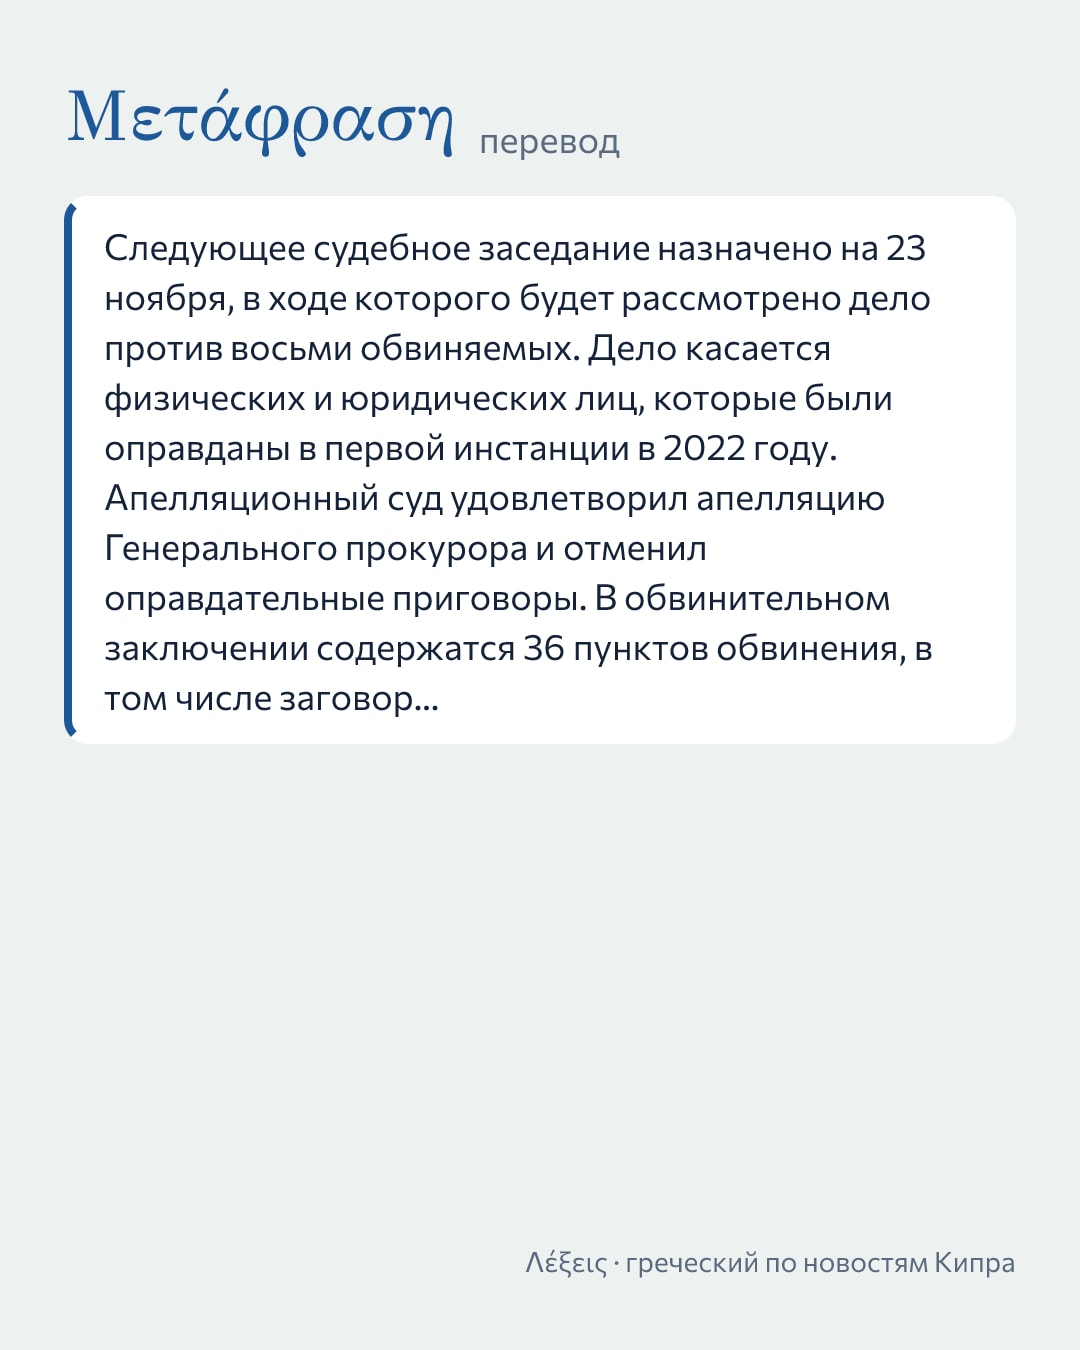 Μετάφραση перевод
Следующее судебное заседание назначено на 23
ноября, в ходе которого будет рассмотрено дело
против восьми обвиняемых. Дело касается
физических и юридических лиц, которые были
оправданы в первой инстанции в 2022 году.
Апелляционный суд удовлетворил апелляцию
Генерального прокурора и отменил
оправдательные приговоры. В обвинительном
заключении содержатся 36 пунктов обвинения, в
том числе заговор...
Λέξεις · греческий по новостям Кипра